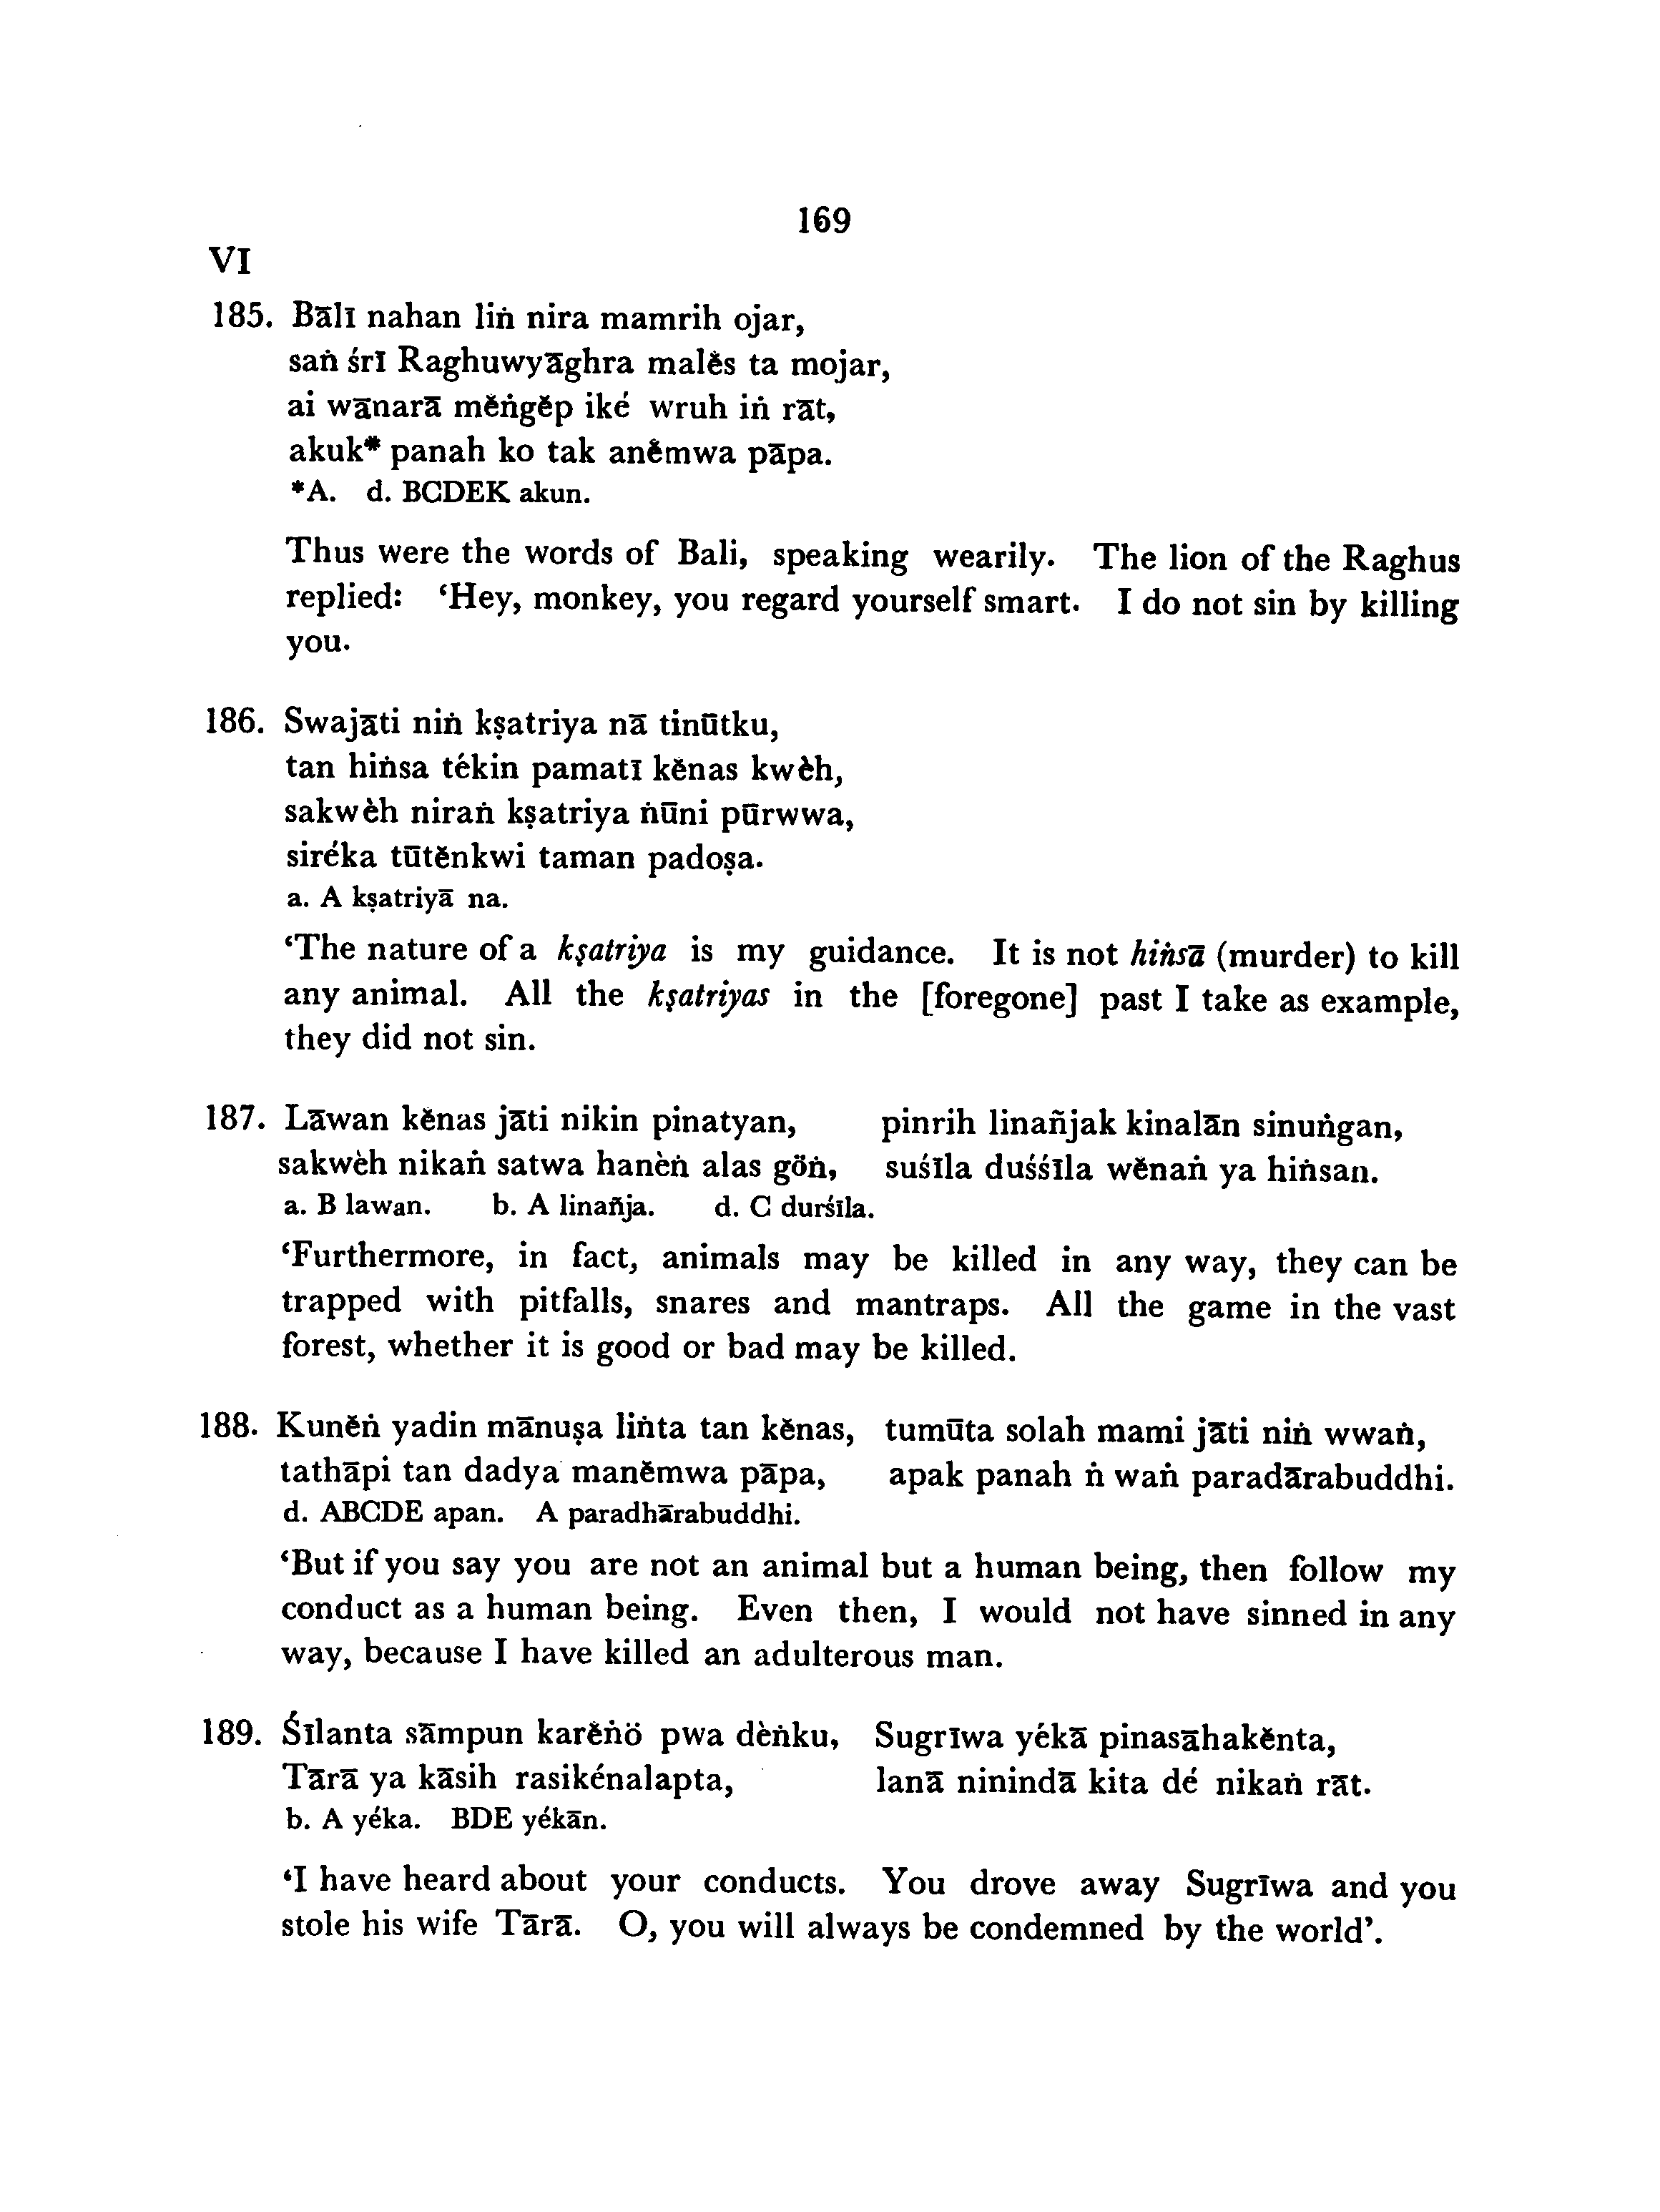 169
VI
185. Bālī nahan liṅ nira mamrih ojar,
saṅ śrī Raghuwyāghra malĕs ta mojar,
ai wānarā mĕṅgĕp iké wruh iṅ rāt,
akuk* panah ko tak anĕmwa pāpa.
*A. d. BCDEK akun.
Thus were the words of Bali, speaking wearily. The lion of the Raghus
replied: ‘Hey, monkey, you regard yourself smart. I do not sin by killing
you.
186. Swajāti niṅ kṣatriya nā tinūtku,
tan hiṅsa tékin pamatī kĕnas kwèh,
sakwèh niraṅ kṣatriya ṅūni pūrwwa,
siréka tūtĕnkwi taman padoṣa.
a. A kṣatriyā na.
‘The nature of a kṣatriya is my guidance. It is not hiṅsā (murder) to kill
any animal. All the kṣatriyas in the [foregone] past I take as example,
they did not sin.
187. Lāwan kĕnas jāti nikin pinatyan, pinrih linañjak kinalān sinuṅgan,
sakwèh nikaṅ satwa hanèṅ alas göṅ, suśīla duśśīla wĕnaṅ ya hiṅsan.
a. B lawan. b. A linañja. d. C durśīla.
‘Furthermore, in fact, animals may be killed in any way, they can be
trapped with pitfalls, snares and mantraps. All the game in the vast
forest, whether it is good or bad may be killed.
188. Kunĕṅ yadin mānuṣa liṅta tan kĕnas, tumūta solah mami jāti niṅ wwaṅ,
tathāpi tan dadya manĕmwa pāpa, apak panah ṅ waṅ paradārabuddhi.
d. ABCDE apan. A paradhārabuddhi.
‘But if you say you are not an animal but a human being, then follow my
conduct as a human being. Even then, I would not have sinned in any
way, because I have killed an adulterous man.
189. Śīlanta sāmpun karĕṅö pwa dèṅku, Sugrīwa yékā pinasāhakĕnta,
Tārā ya kāsih rasikénalapta, lanā ninindā kita dé nikaṅ rāt.
b. A yéka. BDE yékān.
‘I have heard about your conducts. You drove away Sugrīwa and you
stole his wife Tārā. O, you will always be condemned by the world’.